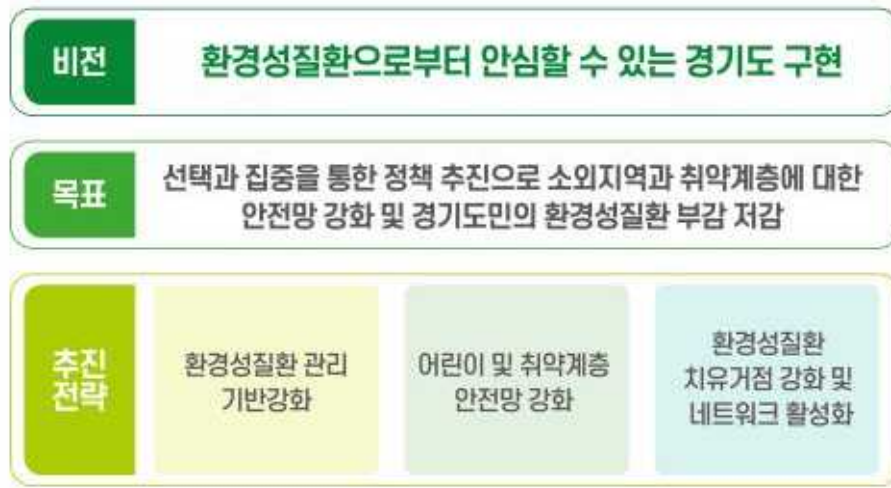 비전
환경성질환으로부터 안심할 수 있는 경기도 구현
목표
선택과 집중을 통한 정책 추진으로 소외지역과 취약계층에 대한
안전망 강화 및 경기도민의 환경성질환 부감 저감
추진
전략
환경성질환 관리
기반강화
어린이 및 취약계층
안전망 강화
환경성질환
치유거점 강화 및
네트워크 활성화